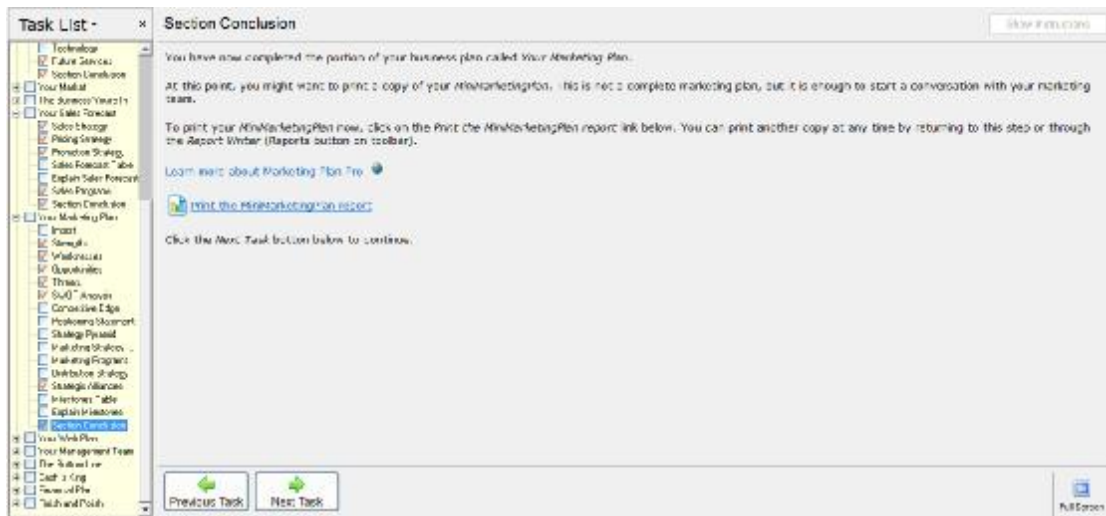 Task List - ×
Section Conclusion
Show Instructions
Technology
Future Services
Section Conclusion
Your Market
The Business You're In
Your Sales Forecast
Sales Strategy
Pricing Strategy
Promotion Strategy
Sales Forecast Table
Explain Sales Forecast
Sales Programs
Section Conclusion
Your Marketing Plan
Strengths
Weaknesses
Opportunities
Threats
SWOT Analysis
Competitive Edge
Positioning Statement
Strategy Pyramid
Marketing Strategy
Marketing Programs
Distribution Strategy
Strategic Alliances
Milestones Table
Explain Milestones
Section Conclusion
Your Web Plan
Your Management Team
The Bottom Line
Cash is King
Financial Plan
Finish and Polish
You have now completed the portion of your business plan called Your Marketing Plan.
At this point, you might want to print a copy of your MiniMarketingPlan. This is not a complete marketing plan, but it is enough to start a conversation with your marketing
team.
To print your MiniMarketingPlan now, click on the Print the MiniMarketingPlan report link below. You can print another copy at any time by returning to this step or through
the Report Writer (Reports button on toolbar).
Learn more about Marketing Plan Pro
Print the MiniMarketingPlan report
Click the Next Task button below to continue.
Previous Task
Next Task
Full Screen